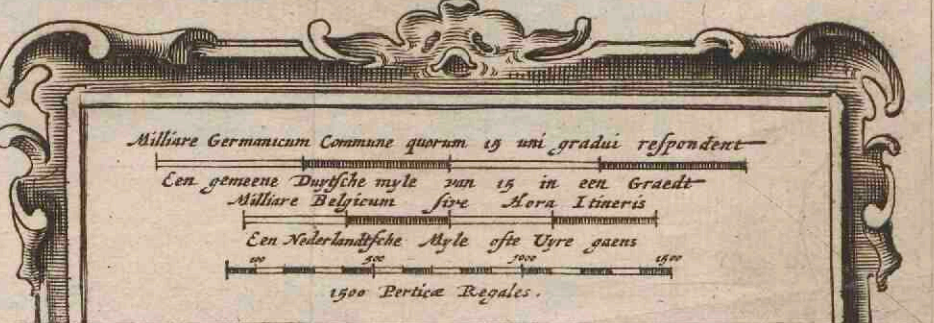 Milliare Germanicum Commune quorum 15 uni gradui respondent
Een gemeene Duytsche myle van 15 in een Graedt
Milliare Belgicum sive Hora Itineris
Een Nederlandtsche Myle ofte Uyre gaens
100 500 1000 1500
1500 Perticæ Regales.